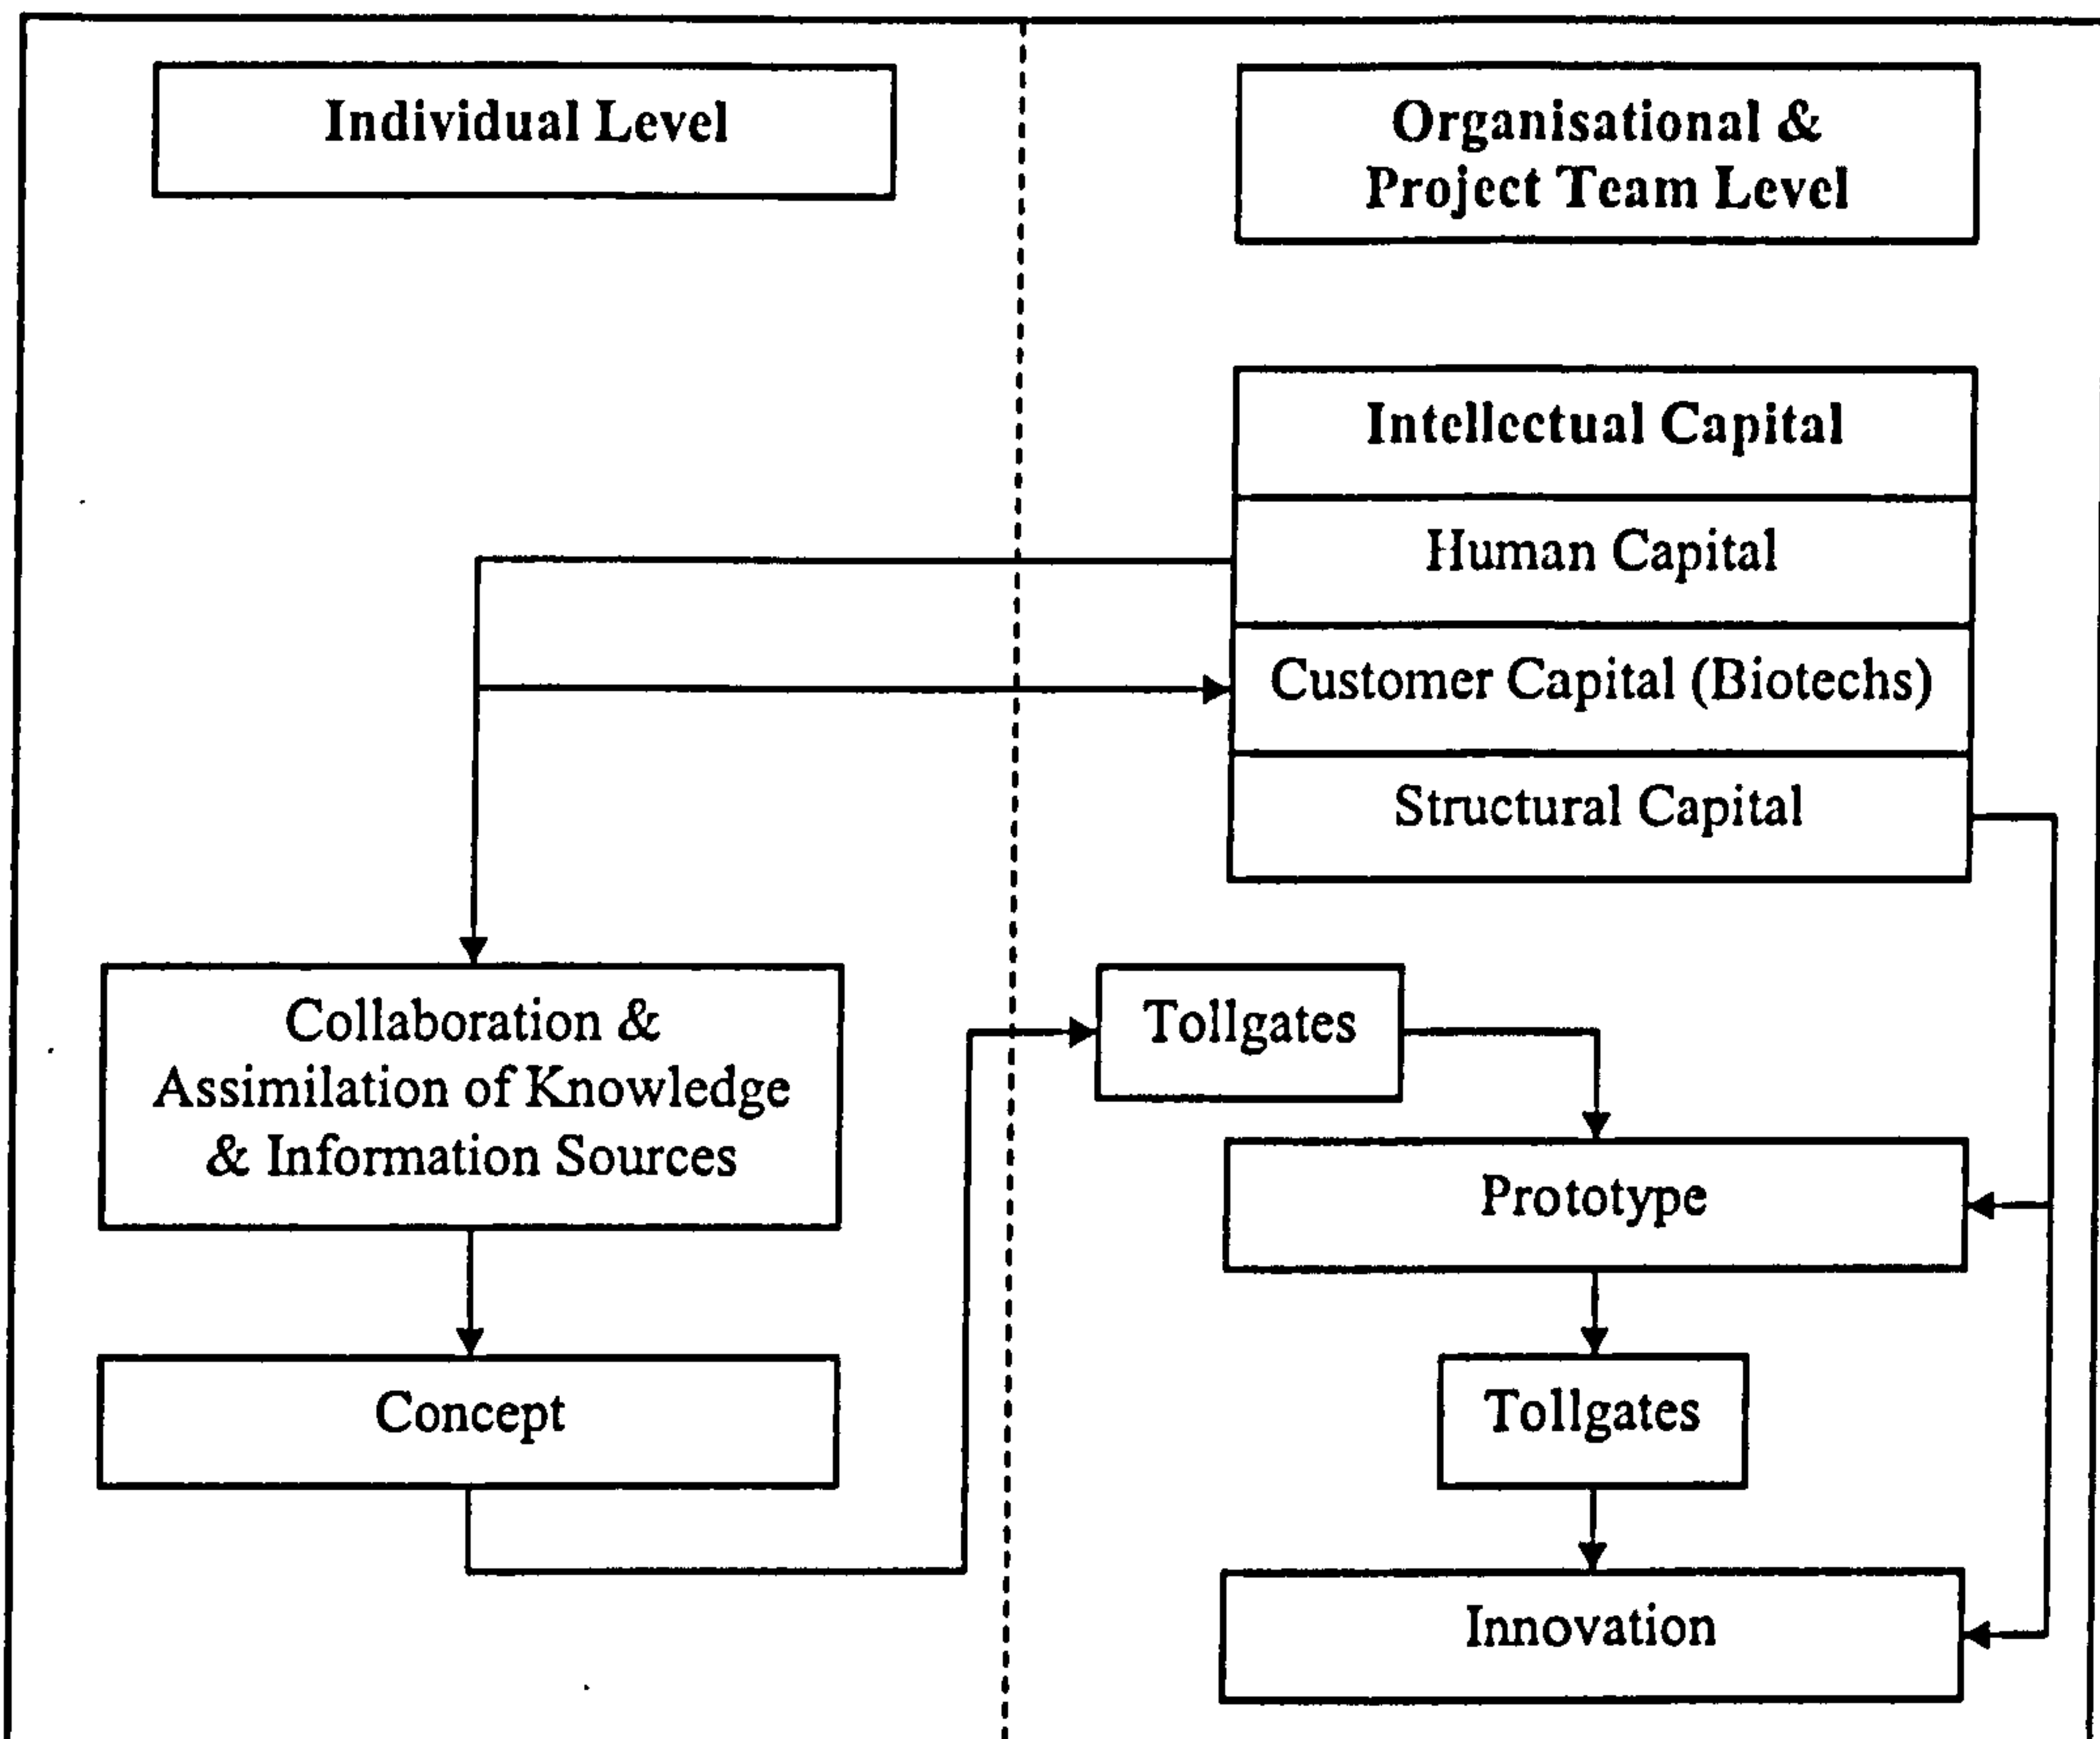 Individual Level
Organisational &
Project Team Level
Intellectual Capital
Human Capital
Customer Capital (Biotechs)
Structural Capital
Collaboration &
Assimilation of Knowledge
& Information Sources
Tollgates
Prototype
Concept
Tollgates
Innovation